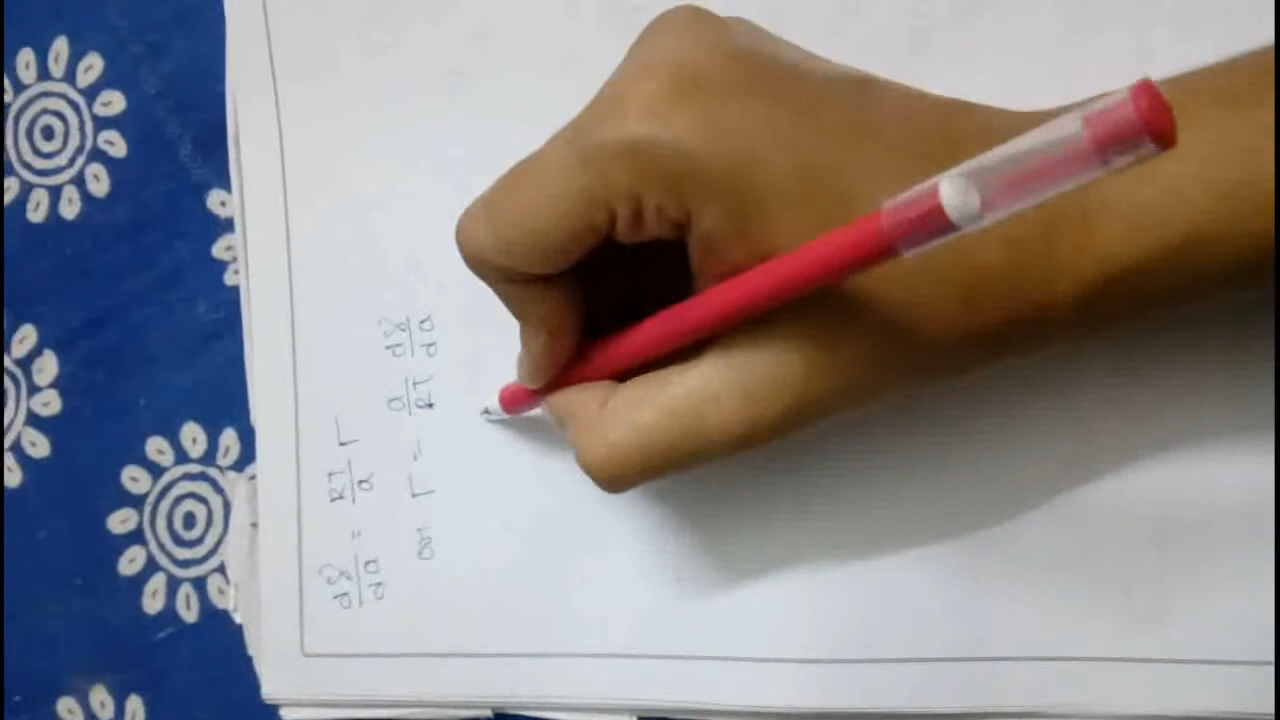 dγ/da = RT/a Γ
or Γ = a/RT dγ/da